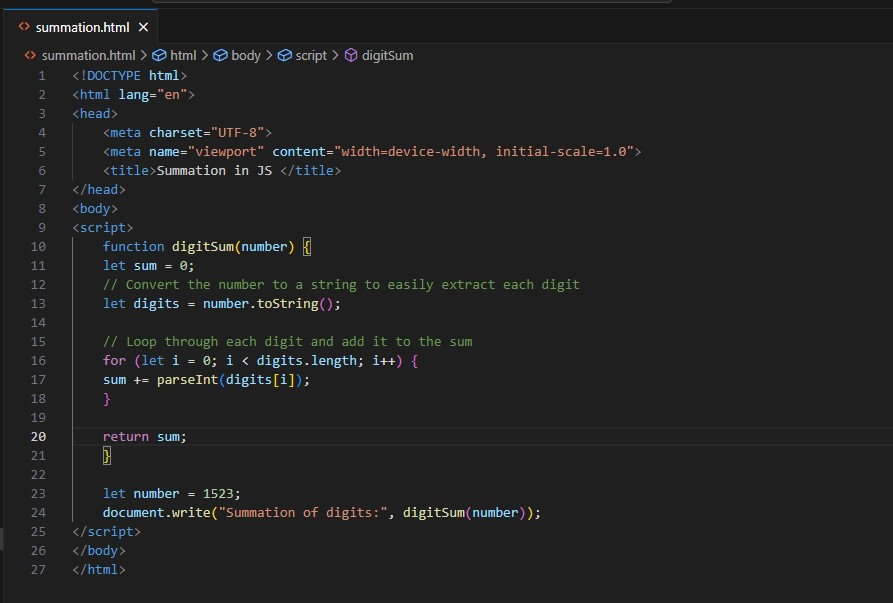 summation.html
summation.html > html > body > script > digitSum
1 <!DOCTYPE html>
2 <html lang="en">
3 <head>
4     <meta charset="UTF-8">
5     <meta name="viewport" content="width=device-width, initial-scale=1.0">
6     <title>Summation in JS </title>
7 </head>
8 <body>
9 <script>
10     function digitSum(number) {
11     let sum = 0;
12     // Convert the number to a string to easily extract each digit
13     let digits = number.toString();
14
15     // Loop through each digit and add it to the sum
16     for (let i = 0; i < digits.length; i++) {
17     sum += parseInt(digits[i]);
18     }
19
20     return sum;
21     }
22
23     let number = 1523;
24     document.write("Summation of digits:", digitSum(number));
25 </script>
26 </body>
27 </html>